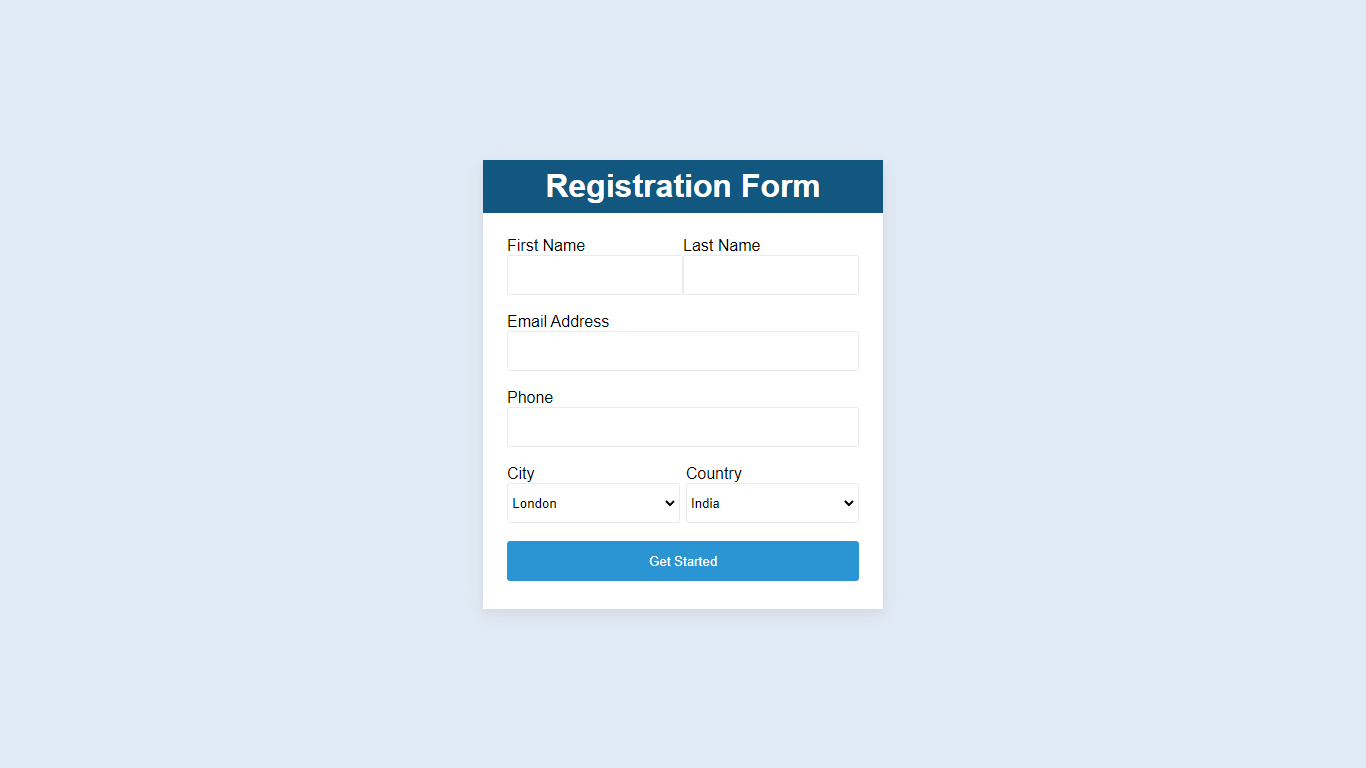 Registration Form
First Name Last Name
Email Address
Phone
City Country
London India
Get Started